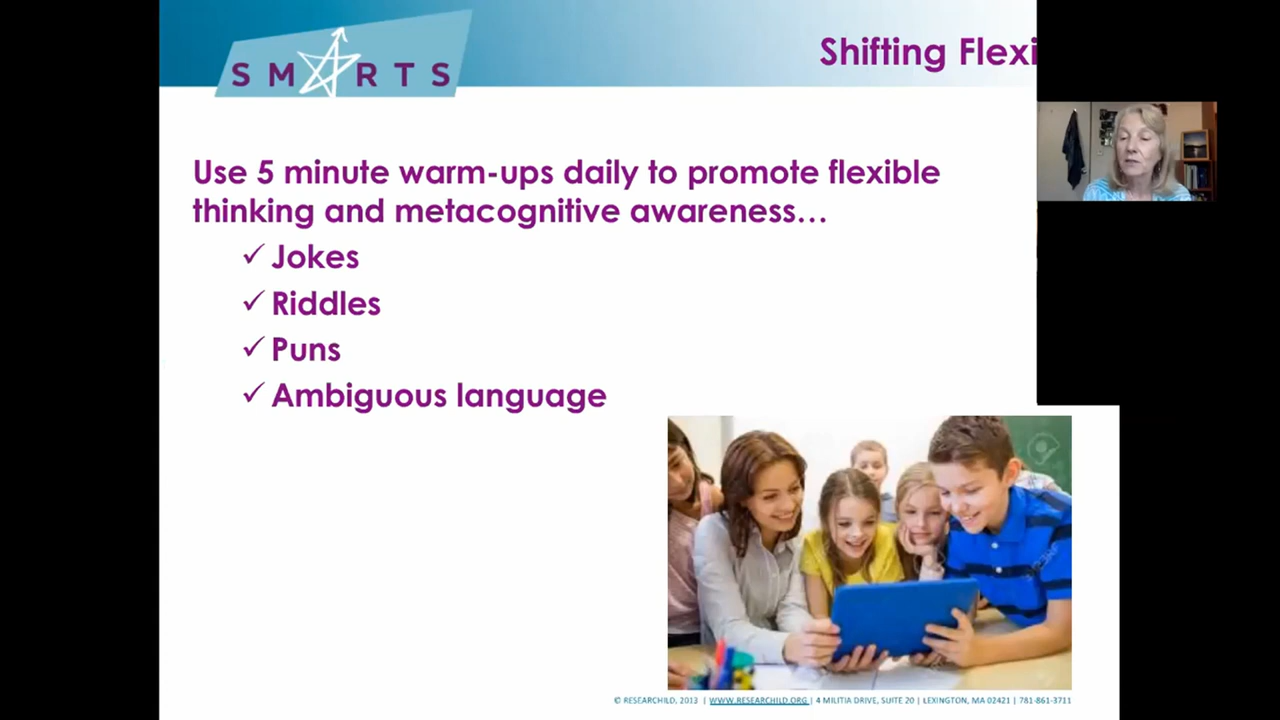 SMARTS
Shifting Flexi
Use 5 minute warm-ups daily to promote flexible
thinking and metacognitive awareness…
✓ Jokes
✓ Riddles
✓ Puns
✓ Ambiguous language
© RESEARCHILD, 2013 | WWW.RESEARCHILD.ORG | 4 MILITIA DRIVE, SUITE 20 | LEXINGTON, MA 02421 | 781-861-3711